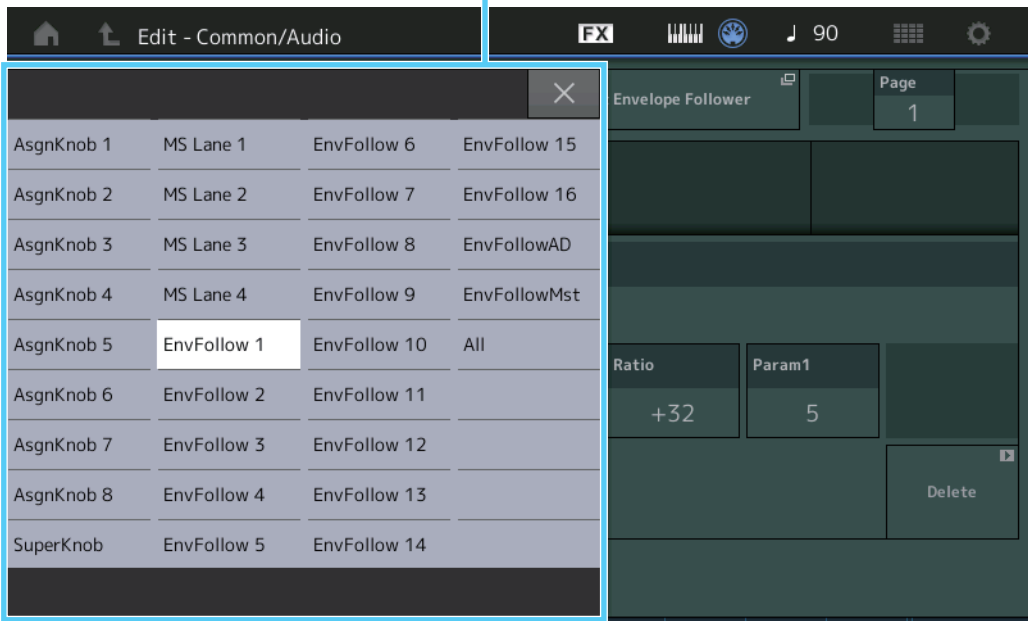 Edit - Common/Audio FX 90
Envelope Follower Page
1
AsgnKnob 1 MS Lane 1 EnvFollow 6 EnvFollow 15
AsgnKnob 2 MS Lane 2 EnvFollow 7 EnvFollow 16
AsgnKnob 3 MS Lane 3 EnvFollow 8 EnvFollowAD
AsgnKnob 4 MS Lane 4 EnvFollow 9 EnvFollowMst
AsgnKnob 5 EnvFollow 1 EnvFollow 10 All
AsgnKnob 6 EnvFollow 2 EnvFollow 11
AsgnKnob 7 EnvFollow 3 EnvFollow 12
AsgnKnob 8 EnvFollow 4 EnvFollow 13
SuperKnob EnvFollow 5 EnvFollow 14
Ratio Param1
+32 5
Delete